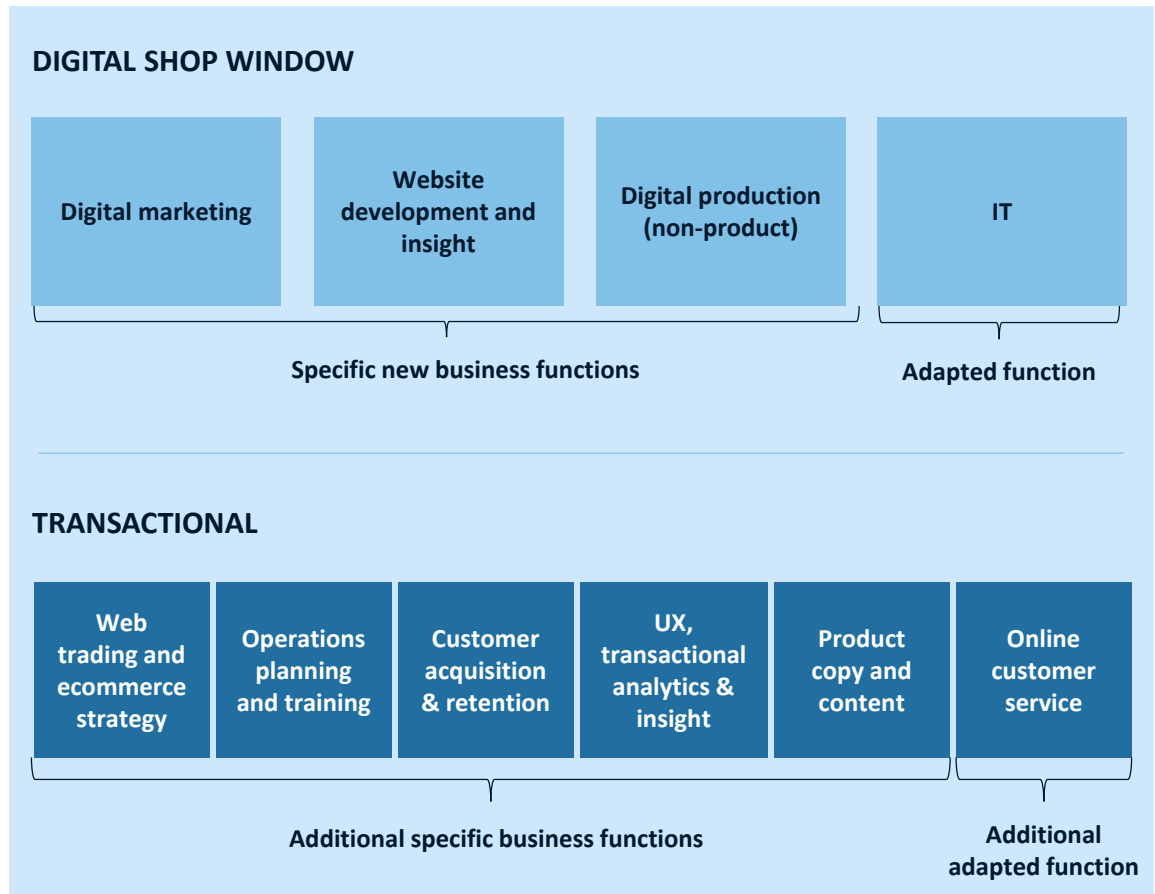 DIGITAL SHOP WINDOW
Digital marketing
Website
development and
insight
Digital production
(non-product)
IT
Specific new business functions
Adapted function
TRANSACTIONAL
Web
trading and
ecommerce
strategy
Operations
planning
and training
Customer
acquisition
& retention
UX,
transactional
analytics &
insight
Product
copy and
content
Online
customer
service
Additional specific business functions
Additional
adapted function